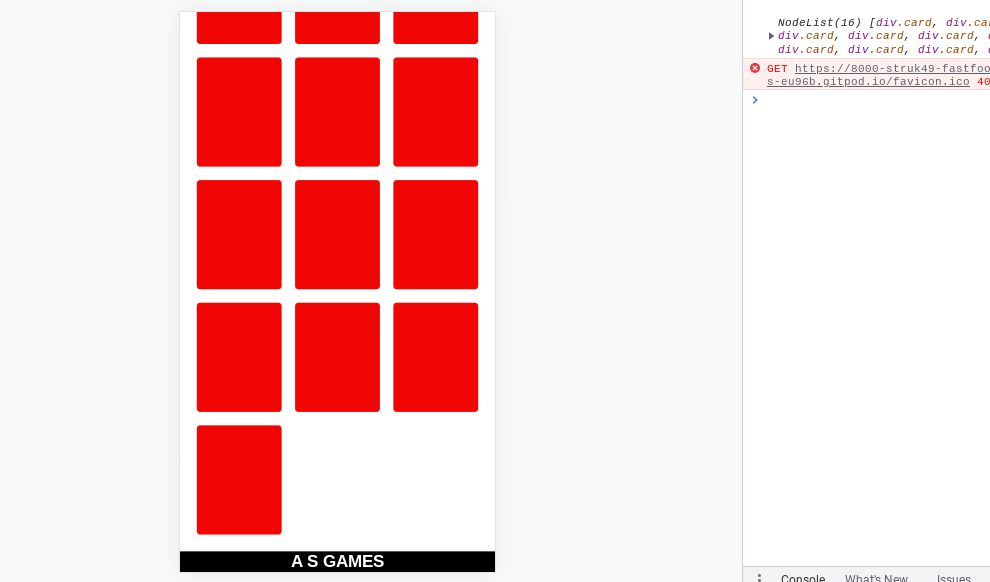 A S GAMES
NodeList(16) [div.card, div.ca
div.card, div.card, div.card,
div.card, div.card, div.card,
GET https://8000-struk49-fastfoo
s-eu96b.gitpod.io/favicon.ico 40
Console What's New Issues